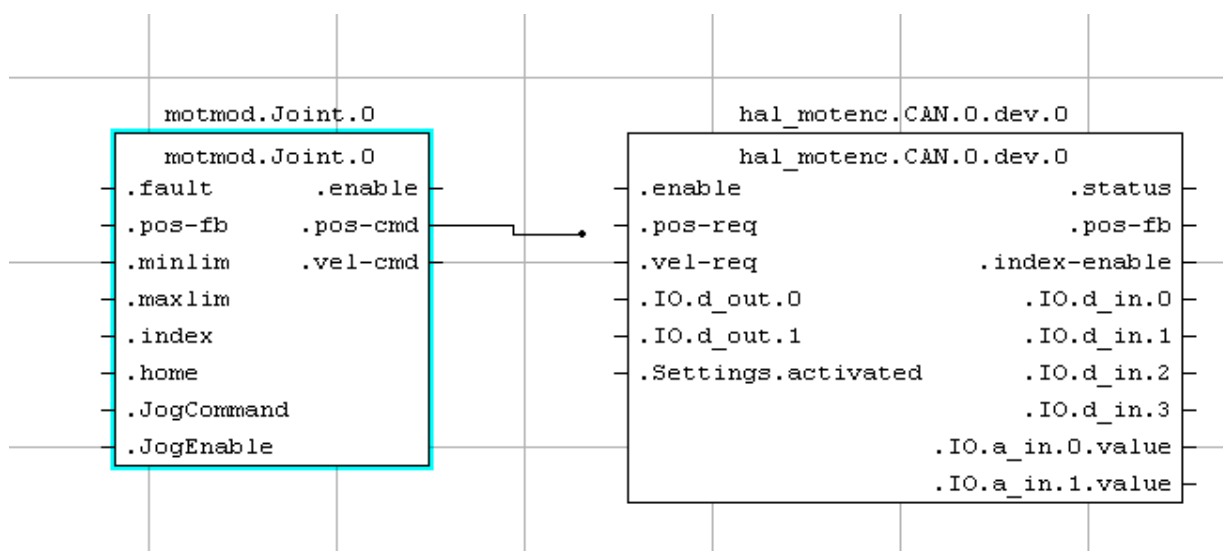 motmod.Joint.0
motmod.Joint.0
.fault .enable
.pos-fb .pos-cmd
.minlim .vel-cmd
.maxlim
.index
.home
.JogCommand
.JogEnable
hal_motenc.CAN.0.dev.0
hal_motenc.CAN.0.dev.0
.enable .status
.pos-req .pos-fb
.vel-req .index-enable
.IO.d_out.0 .IO.d_in.0
.IO.d_out.1 .IO.d_in.1
.Settings.activated .IO.d_in.2
.IO.d_in.3
.IO.a_in.0.value
.IO.a_in.1.value